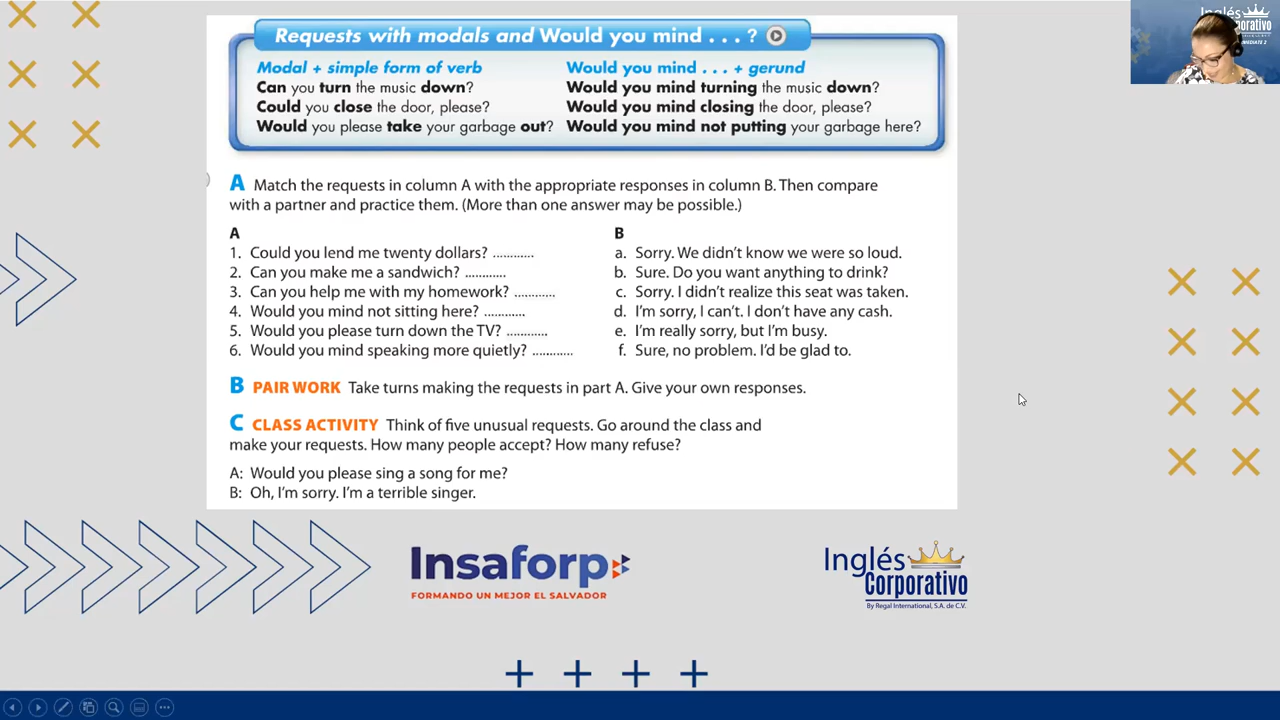 Requests with modals and Would you mind . . . ?
Modal + simple form of verb
Can you turn the music down?
Could you close the door, please?
Would you please take your garbage out?
Would you mind . . . + gerund
Would you mind turning the music down?
Would you mind closing the door, please?
Would you mind not putting your garbage here?
A Match the requests in column A with the appropriate responses in column B. Then compare
with a partner and practice them. (More than one answer may be possible.)
A
1. Could you lend me twenty dollars? ............
2. Can you make me a sandwich? ............
3. Can you help me with my homework? ............
4. Would you mind not sitting here? ............
5. Would you please turn down the TV? ............
6. Would you mind speaking more quietly? ............
B
a. Sorry. We didn't know we were so loud.
b. Sure. Do you want anything to drink?
c. Sorry. I didn't realize this seat was taken.
d. I'm sorry, I can't. I don't have any cash.
e. I'm really sorry, but I'm busy.
f. Sure, no problem. I'd be glad to.
B PAIR WORK Take turns making the requests in part A. Give your own responses.
C CLASS ACTIVITY Think of five unusual requests. Go around the class and
make your requests. How many people accept? How many refuse?
A: Would you please sing a song for me?
B: Oh, I'm sorry. I'm a terrible singer.
Insaforp
FORMANDO UN MEJOR EL SALVADOR
Inglés
Corporativo
By Regal International, S.A. de C.V.
Inglés